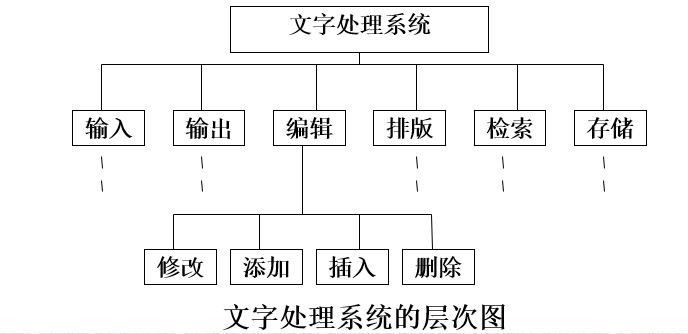 文字处理系统
输入 输出 编辑 排版 检索 存储
修改 添加 插入 删除
文字处理系统的层次图